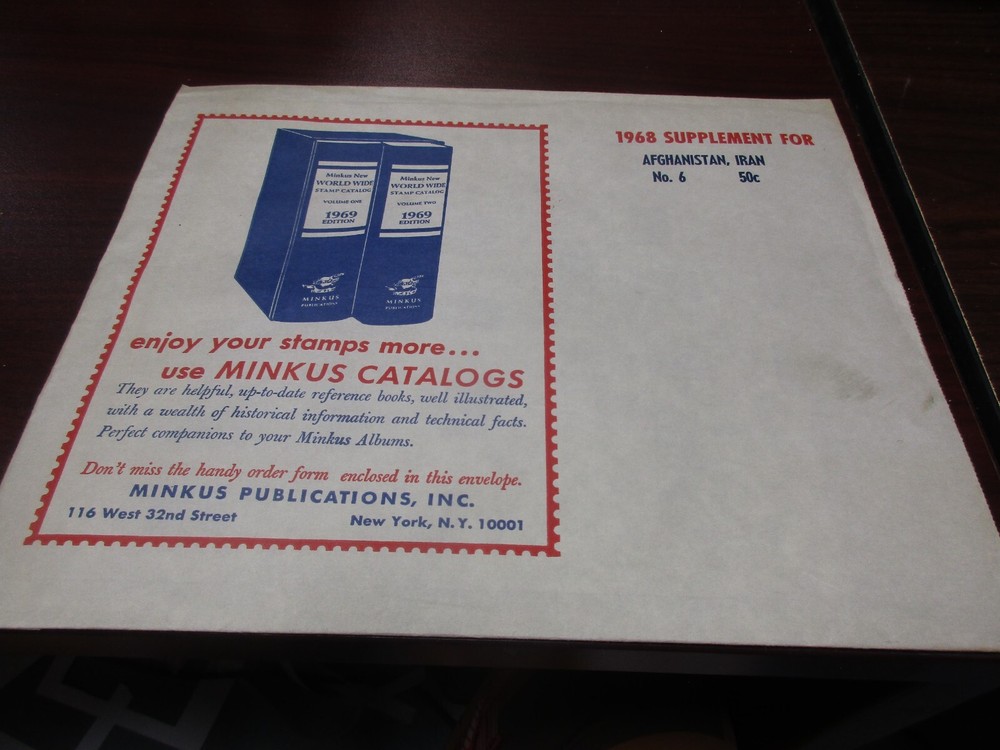 Minkus New
WORLD WIDE
STAMP CATALOG
VOLUME ONE
1969
EDITION
MINKUS
PUBLICATIONS
Minkus New
WORLD WIDE
STAMP CATALOG
VOLUME TWO
1969
EDITION
MINKUS
PUBLICATIONS
enjoy your stamps more...
use MINKUS CATALOGS
They are helpful, up-to-date reference books, well illustrated,
with a wealth of historical information and technical facts.
Perfect companions to your Minkus Albums.
Don't miss the handy order form enclosed in this envelope.
MINKUS PUBLICATIONS, INC.
116 West 32nd Street New York, N.Y. 10001
1968 SUPPLEMENT FOR
AFGHANISTAN, IRAN
No. 6 50c